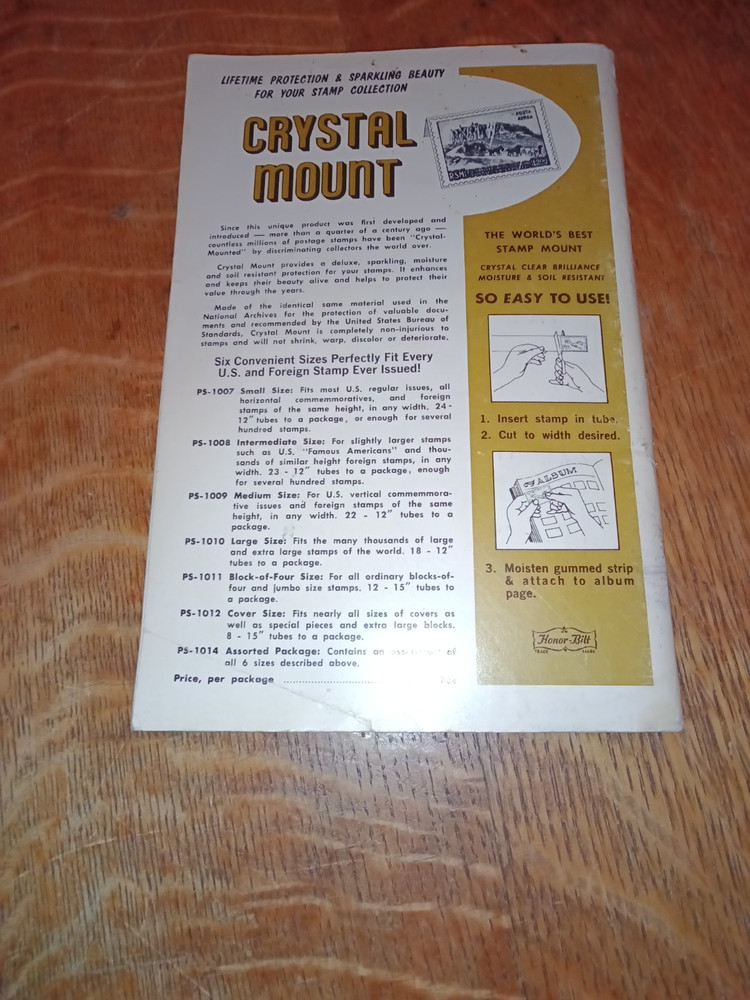 LIFETIME PROTECTION & SPARKLING BEAUTY
FOR YOUR STAMP COLLECTION
CRYSTAL
MOUNT
POSTA
AEREA
RSM
Since this unique product was first developed and
introduced — more than a quarter of a century ago —
countless millions of postage stamps have been "Crystal-
Mounted" by discriminating collectors the world over.
Crystal Mount provides a deluxe, sparkling, moisture
and soil resistant protection for your stamps. It enhances
and keeps their beauty alive and helps to protect their
value through the years.
Made of the identical same material used in the
National Archives for the protection of valuable docu-
ments and recommended by the United States Bureau of
Standards, Crystal Mount is completely non-injurious to
stamps and will not shrink, warp, discolor or deteriorate.
Six Convenient Sizes Perfectly Fit Every
U.S. and Foreign Stamp Ever Issued!
PS-1007 Small Size: Fits most U.S. regular issues, all
horizontal commemmoratives, and foreign
stamps of the same height, in any width. 24 -
12" tubes to a package, or enough for several
hundred stamps.
PS-1008 Intermediate Size: For slightly larger stamps
such as U.S. "Famous Americans" and thou-
sands of similar height foreign stamps, in any
width. 23 - 12" tubes to a package, enough
for several hundred stamps.
PS-1009 Medium Size: For U.S. vertical commemmora-
tive issues and foreign stamps of the same
height, in any width. 22 - 12" tubes to a
package.
PS-1010 Large Size: Fits the many thousands of large
and extra large stamps of the world. 18 - 12"
tubes to a package.
PS-1011 Block-of-Four Size: For all ordinary blocks-of-
four and jumbo size stamps. 12 - 15" tubes to
a package.
PS-1012 Cover Size: Fits nearly all sizes of covers as
well as special pieces and extra large blocks.
8 - 15" tubes to a package.
PS-1014 Assorted Package: Contains an assortment of
all 6 sizes described above.
Price, per package
THE WORLD'S BEST
STAMP MOUNT
CRYSTAL CLEAR BRILLIANCE
MOISTURE & SOIL RESISTANT
SO EASY TO USE!
1. Insert stamp in tube.
2. Cut to width desired.
ALBUM
3. Moisten gummed strip
& attach to album
page.
Honor-Bilt
TRADE MARK